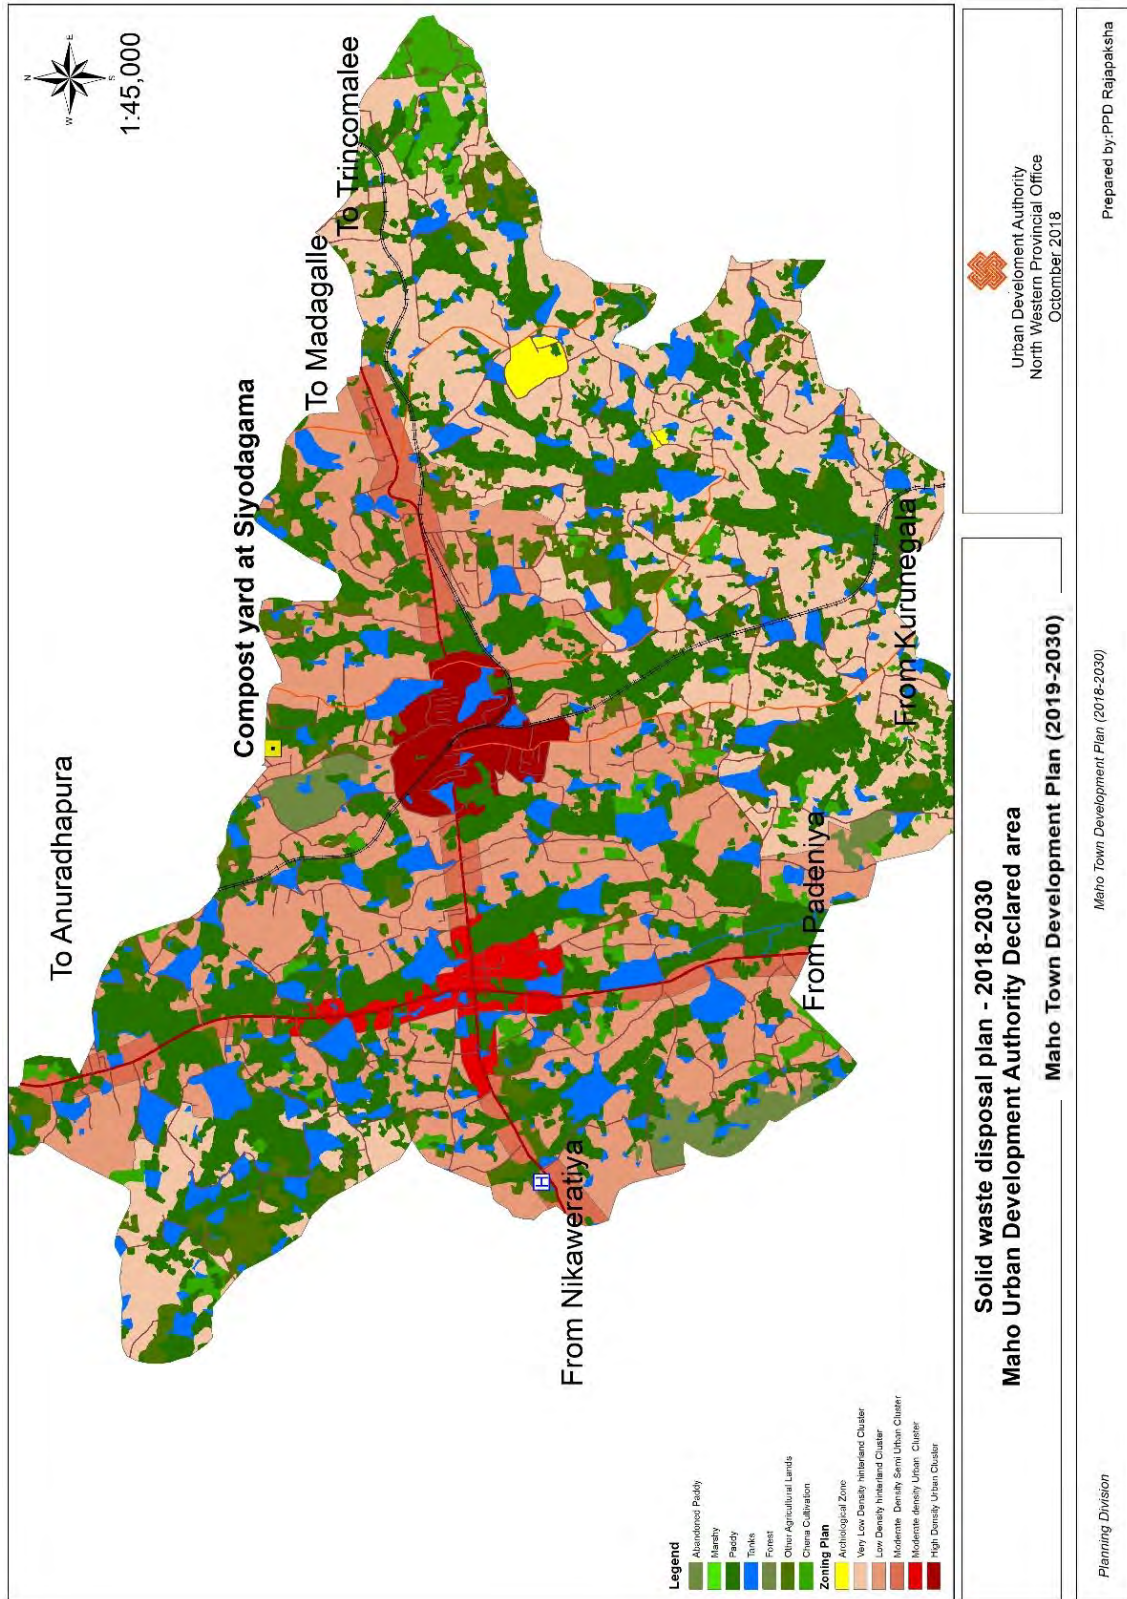 N
E
S
W
1:45,000
To Anuradhapura
Compost yard at Siyodagama
To Madagalle
To Trincomalee
From Nikaweratiya
From Padeniya
From Kurunegala
H
Legend
Abandoned Paddy
Marshy
Paddy
Tanks
Forest
Other Agricultural Lands
Chena Cultivation
Zoning Plan
Archiological Zone
Very Low Density hinterland Cluster
Low Density hinterland Cluster
Moderate Density Semi Urban Cluster
Moderate density Urban Cluster
High Density Urban Cluster
Solid waste disposal plan - 2018-2030
Maho Urban Development Authority Declared area
Maho Town Development Plan (2019-2030)
Urban Develoment Authority
North Western Provincial Office
Octomber 2018
Planning Division
Maho Town Development Plan (2018-2030)
Prepared by:PPD Rajapaksha